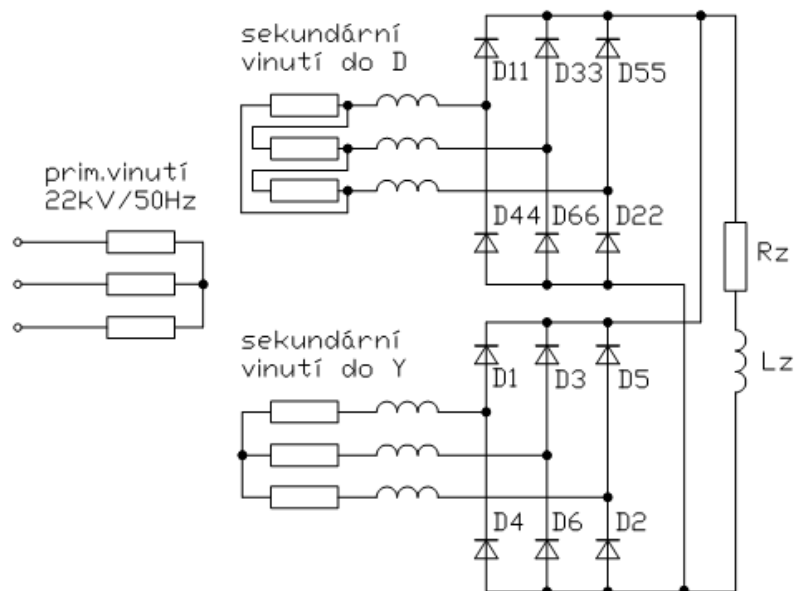 sekundární
vinutí do D
D11 D33 D55
prim.vinutí
22kV/50Hz
D44 D66 D22
Rz
sekundární
vinutí do Y
D1 D3 D5
Lz
D4 D6 D2